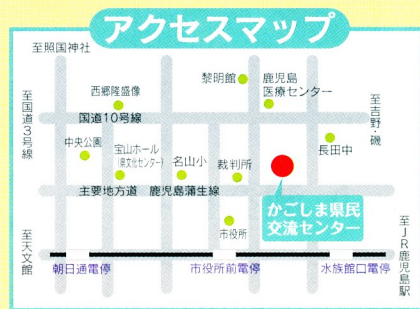 アクセスマップ
至照国神社
黎明館
鹿児島
医療センター
西郷隆盛像
国道10号線
至国道3号線
至吉野・磯
中央公園
宝山ホール
(県文化センター)
名山小
裁判所
長田中
主要地方道 鹿児島蒲生線
かごしま県民
交流センター
市役所
至天文館
至JR鹿児島駅
朝日通電停
市役所前電停
水族館口電停